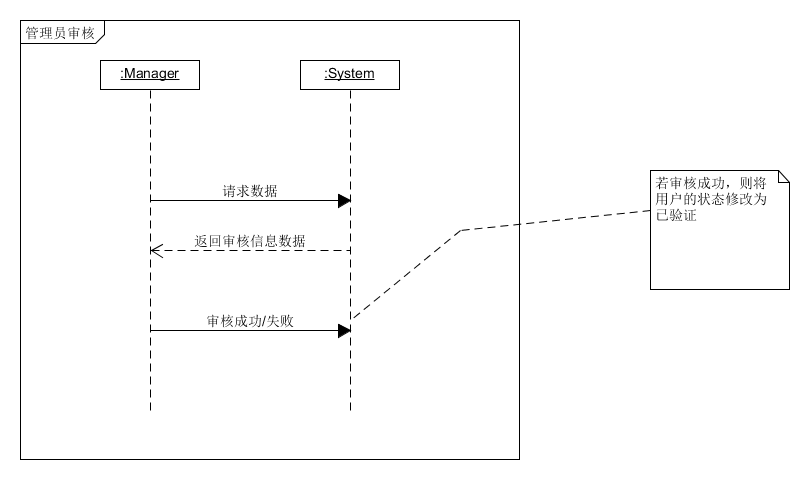 管理员审核
:Manager
:System
请求数据
返回审核信息数据
审核成功/失败
若审核成功，则将
用户的状态修改为
已验证